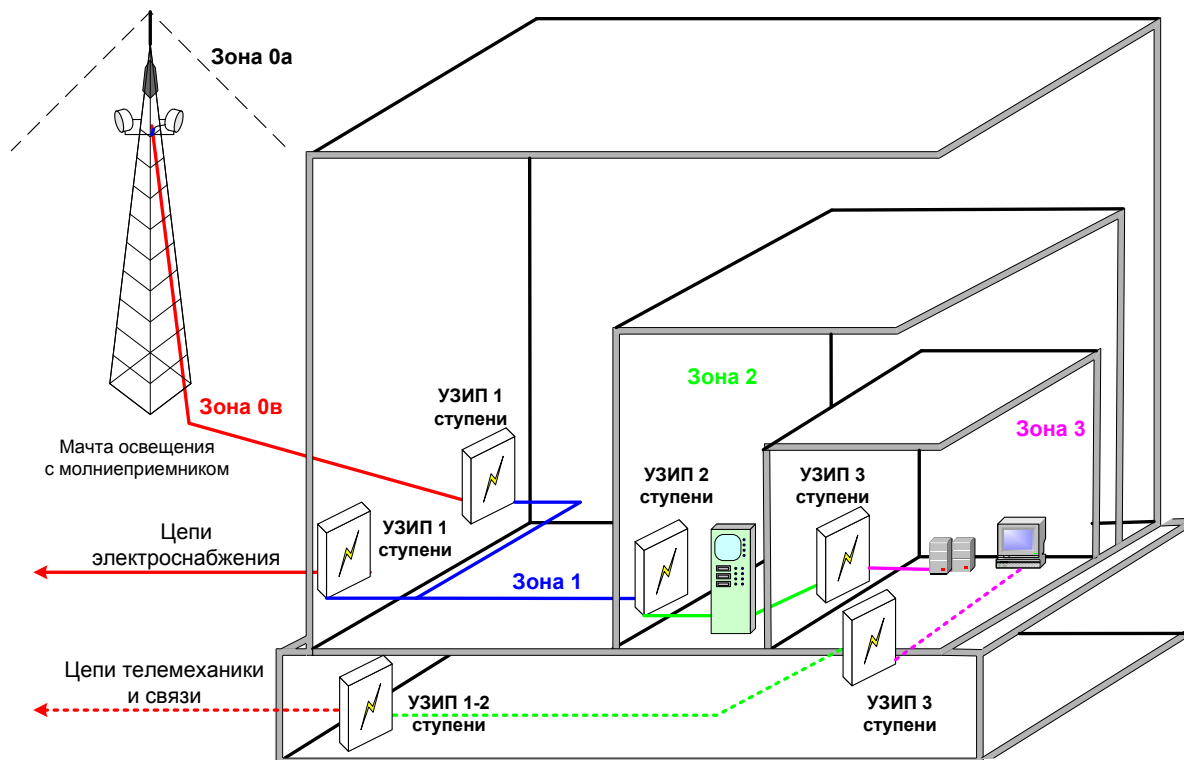 Зона 0а
Зона 2
Зона 3
УЗИП 1
ступени
Зона 0в
Мачта освещения
с молниеприемником
УЗИП 2
ступени
УЗИП 3
ступени
Цепи
электроснабжения
УЗИП 1
ступени
Зона 1
Цепи телемеханики
и связи
УЗИП 1-2
ступени
УЗИП 3
ступени